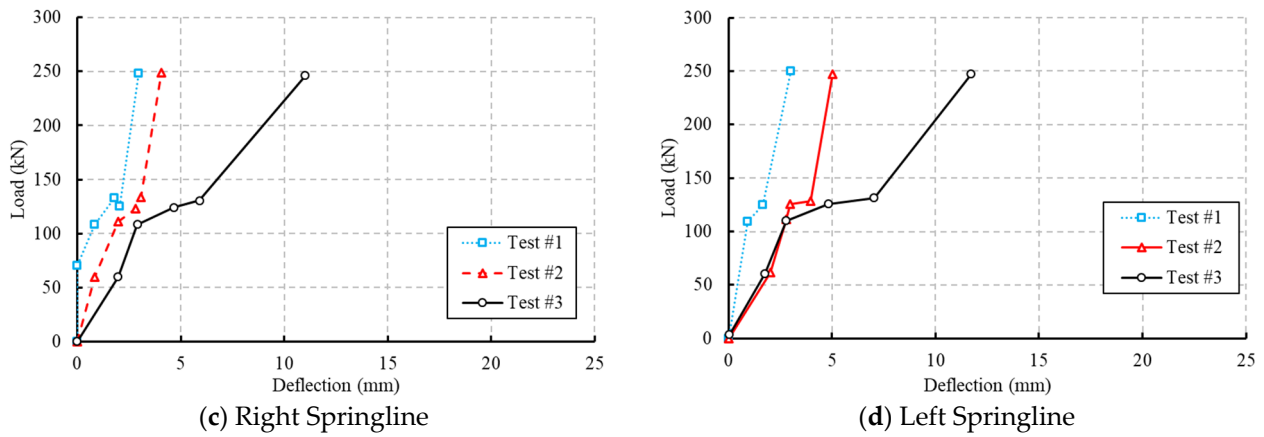 300
250
200
150
100
50
0
Load (kN)
0 5 10 15 20 25
Deflection (mm)
Test #1
Test #2
Test #3
(c) Right Springline
300
250
200
150
100
50
0
Load (kN)
0 5 10 15 20 25
Deflection (mm)
Test #1
Test #2
Test #3
(d) Left Springline